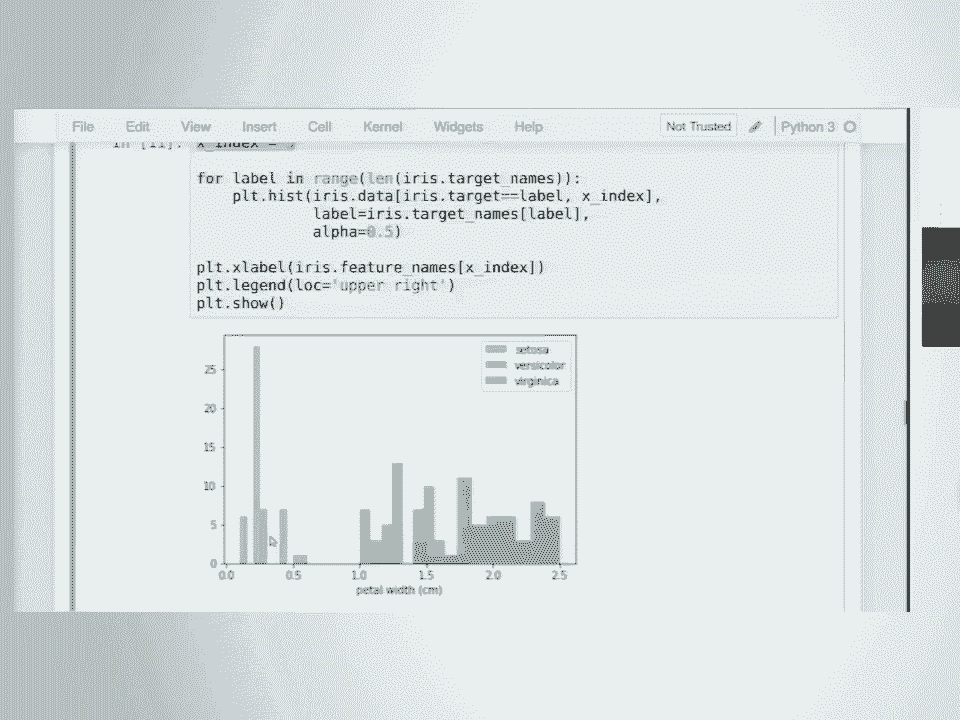 File Edit View Insert Cell Kernel Widgets Help Not Trusted Python 3
In [11]: x_index =
for label in range(len(iris.target_names)):
plt.hist(iris.data[iris.target==label, x_index],
label=iris.target_names[label],
alpha=0.5)
plt.xlabel(iris.feature_names[x_index])
plt.legend(loc='upper right')
plt.show()
setosa
versicolor
virginica
25
20
15
10
5
0
0.0 0.5 1.0 1.5 2.0 2.5
petal width (cm)